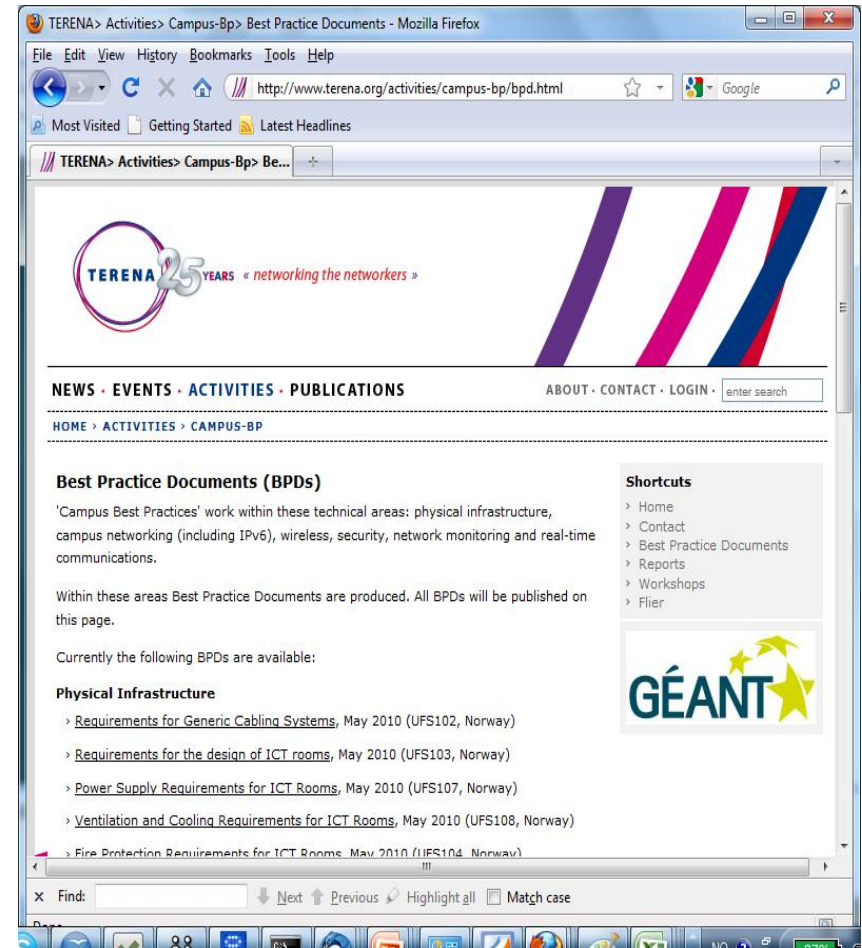 TERENA> Activities> Campus-Bp> Best Practice Documents - Mozilla Firefox
File Edit View History Bookmarks Tools Help
http://www.terena.org/activities/campus-bp/bpd.html
Google
Most Visited Getting Started Latest Headlines
TERENA> Activities> Campus-Bp> Be...
TERENA 25 YEARS « networking the networkers »
NEWS · EVENTS · ACTIVITIES · PUBLICATIONS
ABOUT · CONTACT · LOGIN · enter search
HOME › ACTIVITIES › CAMPUS-BP
Best Practice Documents (BPDs)
'Campus Best Practices' work within these technical areas: physical infrastructure,
campus networking (including IPv6), wireless, security, network monitoring and real-time
communications.
Within these areas Best Practice Documents are produced. All BPDs will be published on
this page.
Currently the following BPDs are available:
Physical Infrastructure
› Requirements for Generic Cabling Systems, May 2010 (UFS102, Norway)
› Requirements for the design of ICT rooms, May 2010 (UFS103, Norway)
› Power Supply Requirements for ICT Rooms, May 2010 (UFS107, Norway)
› Ventilation and Cooling Requirements for ICT Rooms, May 2010 (UFS108, Norway)
› Fire Protection Requirements for ICT Rooms, May 2010 (UFS104, Norway)
Shortcuts
› Home
› Contact
› Best Practice Documents
› Reports
› Workshops
› Flier
GÉANT
x Find: Next Previous Highlight all Match case
Done
NO 97%